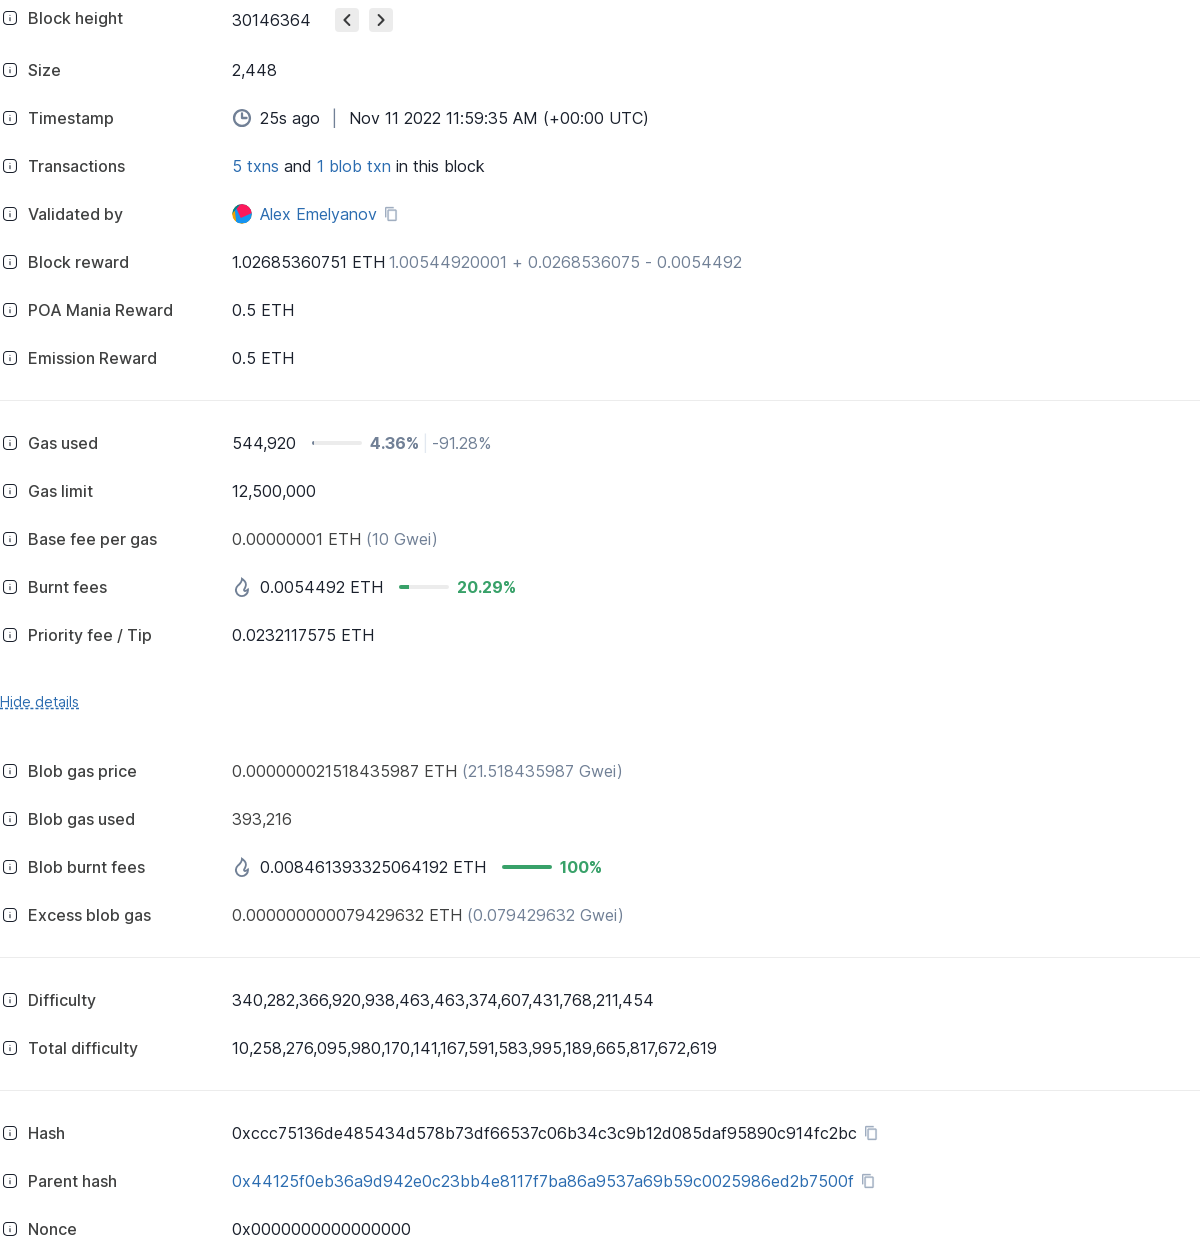 Block height 30146364
Size 2,448
Timestamp 25s ago | Nov 11 2022 11:59:35 AM (+00:00 UTC)
Transactions 5 txns and 1 blob txn in this block
Validated by Alex Emelyanov
Block reward 1.02685360751 ETH 1.00544920001 + 0.0268536075 - 0.0054492
POA Mania Reward 0.5 ETH
Emission Reward 0.5 ETH
Gas used 544,920 4.36% -91.28%
Gas limit 12,500,000
Base fee per gas 0.00000001 ETH (10 Gwei)
Burnt fees 0.0054492 ETH 20.29%
Priority fee / Tip 0.0232117575 ETH
Hide details
Blob gas price 0.000000021518435987 ETH (21.518435987 Gwei)
Blob gas used 393,216
Blob burnt fees 0.008461393325064192 ETH 100%
Excess blob gas 0.000000000079429632 ETH (0.079429632 Gwei)
Difficulty 340,282,366,920,938,463,463,374,607,431,768,211,454
Total difficulty 10,258,276,095,980,170,141,167,591,583,995,189,665,817,672,619
Hash 0xccc75136de485434d578b73df66537c06b34c3c9b12d085daf95890c914fc2bc
Parent hash 0x44125f0eb36a9d942e0c23bb4e8117f7ba86a9537a69b59c0025986ed2b7500f
Nonce 0x0000000000000000